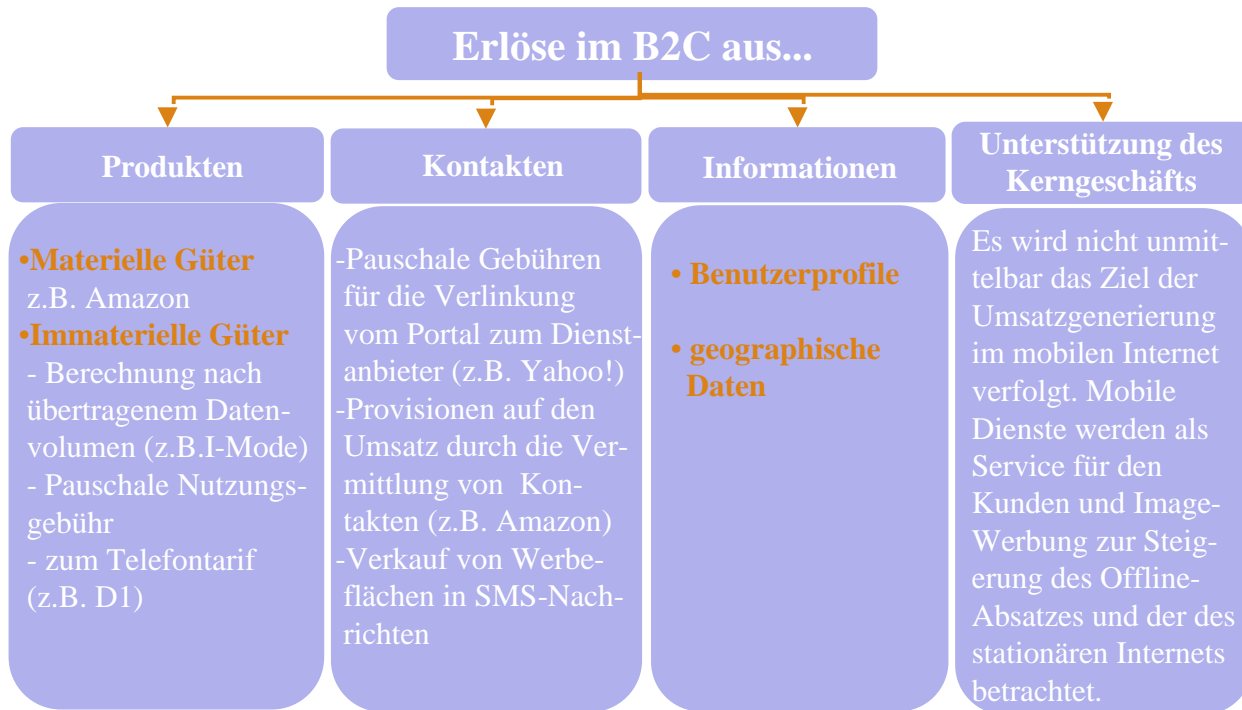 Erlöse im B2C aus...
Produkten
•Materielle Güter
z.B. Amazon
•Immaterielle Güter
- Berechnung nach
übertragenem Daten-
volumen (z.B.I-Mode)
- Pauschale Nutzungs-
gebühr
- zum Telefontarif
(z.B. D1)
Kontakten
-Pauschale Gebühren
für die Verlinkung
vom Portal zum Dienst-
anbieter (z.B. Yahoo!)
-Provisionen auf den
Umsatz durch die Ver-
mittlung von Kon-
takten (z.B. Amazon)
-Verkauf von Werbe-
flächen in SMS-Nach-
richten
Informationen
• Benutzerprofile
• geographische
Daten
Unterstützung des
Kerngeschäfts
Es wird nicht unmit-
telbar das Ziel der
Umsatzgenerierung
im mobilen Internet
verfolgt. Mobile
Dienste werden als
Service für den
Kunden und Image-
Werbung zur Steig-
erung des Offline-
Absatzes und der des
stationären Internets
betrachtet.